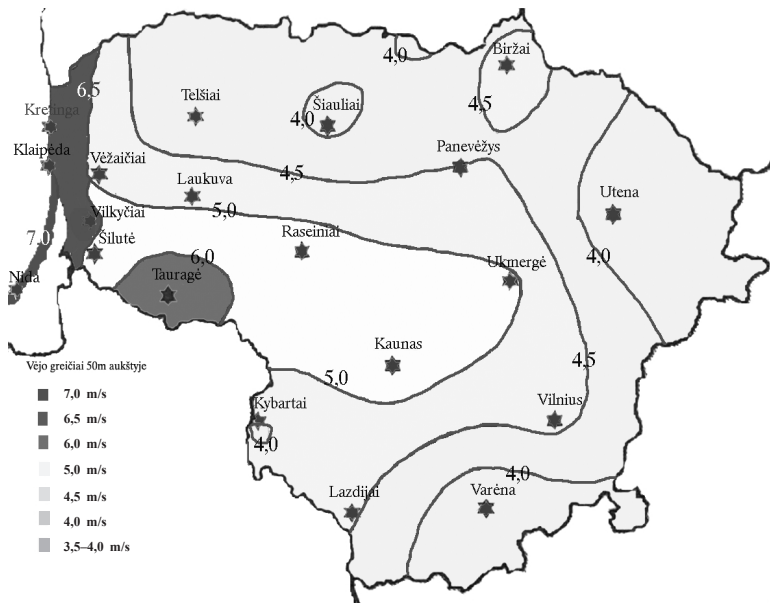 4,0
Biržai
6,5
Telšiai
4,5
Šiauliai
4,0
Kretinga
Klaipėda
Vėžaičiai
Panevėžys
4,5
Laukuva
Utena
5,0
Vilkyčiai
7,0
Raseiniai
Šilutė
6,0
4,0
Tauragė
Ukmergė
Nida
Kaunas
4,5
Vėjo greičiai 50m aukštyje
5,0
7,0 m/s
Kybartai
Vilnius
6,5 m/s
4,0
6,0 m/s
5,0 m/s
4,0
Lazdijai
Varėna
4,5 m/s
4,0 m/s
3,5–4,0 m/s